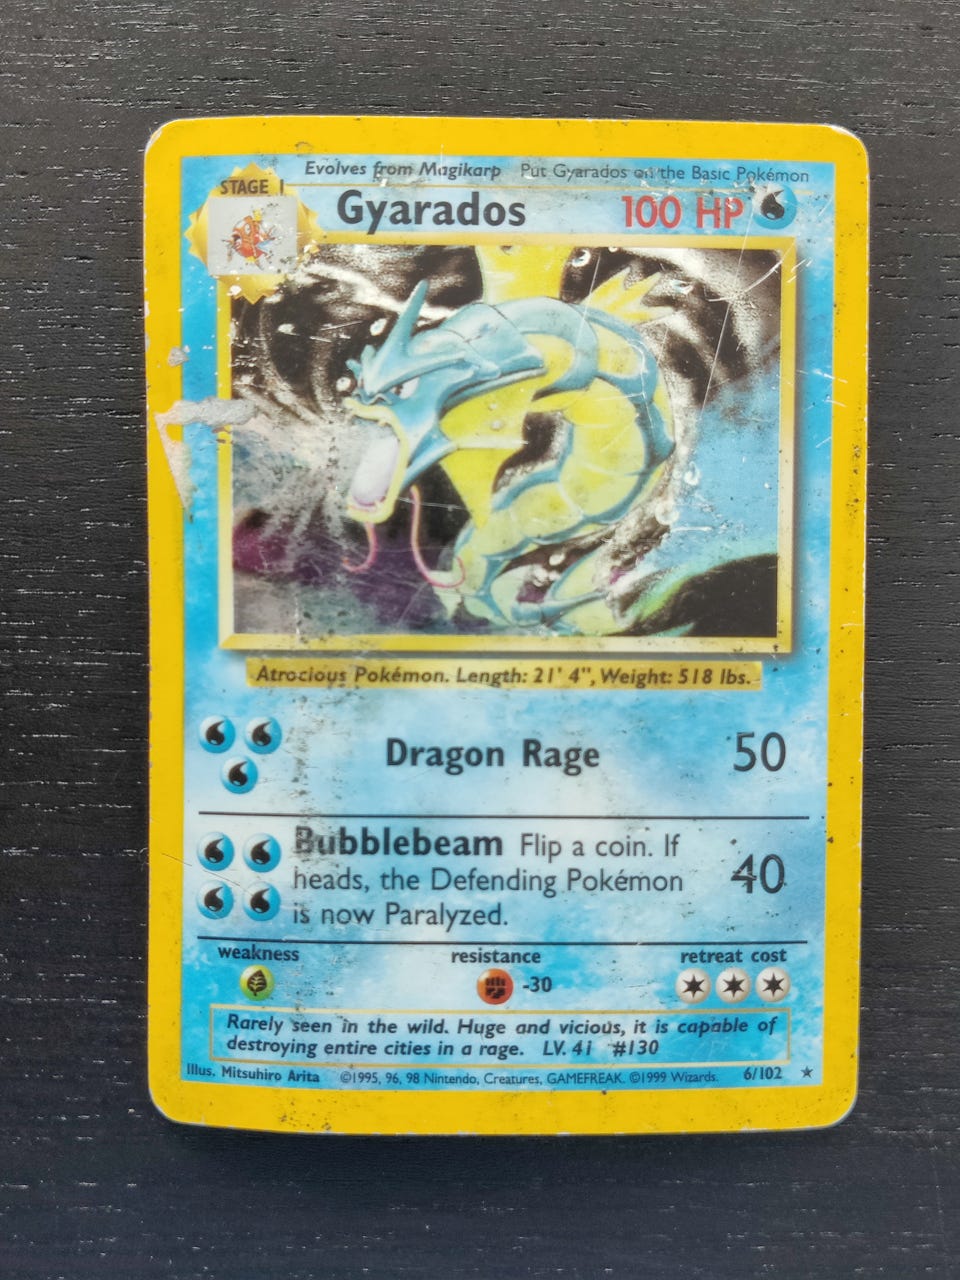 Evolves from Magikarp Put Gyarados on the Basic Pokémon
STAGE 1
Gyarados 100 HP
Atrocious Pokémon. Length: 21' 4", Weight: 518 lbs.
Dragon Rage 50
Bubblebeam Flip a coin. If
heads, the Defending Pokémon
is now Paralyzed.
40
weakness resistance retreat cost
-30
Rarely seen in the wild. Huge and vicious, it is capable of
destroying entire cities in a rage. LV. 41 #130
Illus. Mitsuhiro Arita ©1995, 96, 98 Nintendo, Creatures, GAMEFREAK. ©1999 Wizards. 6/102 ★